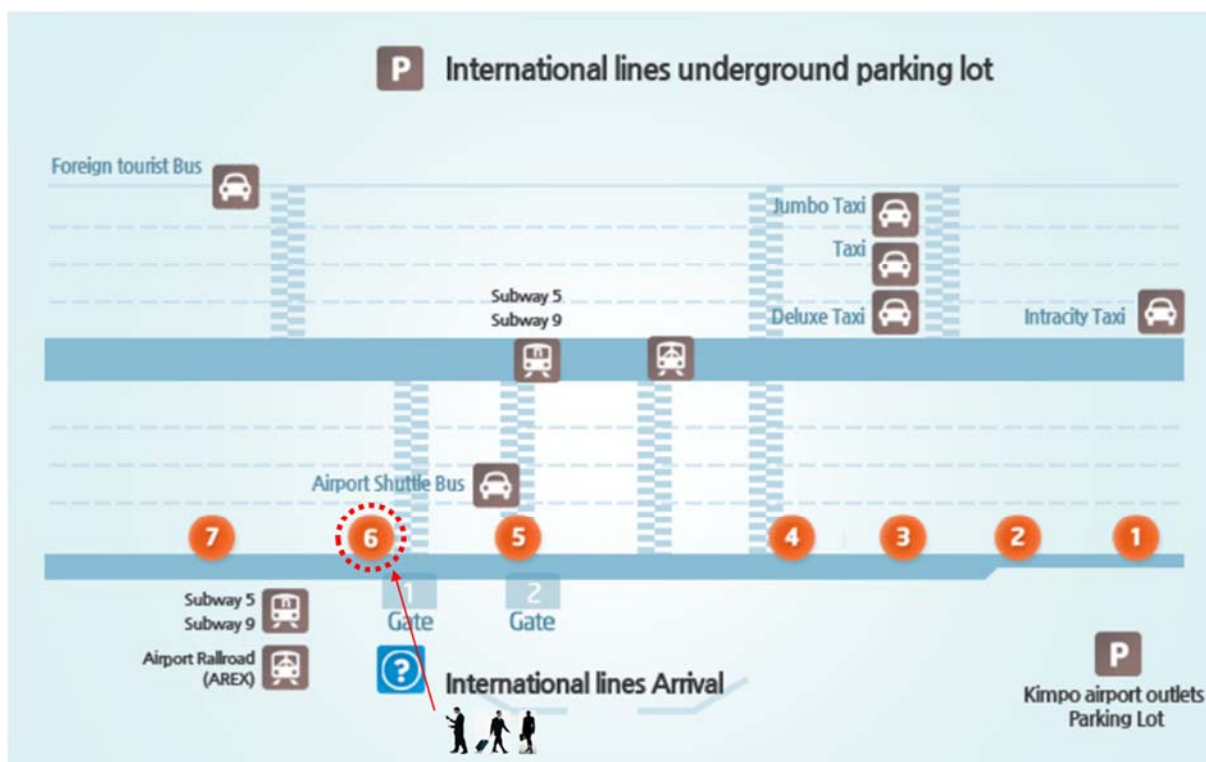 P International lines underground parking lot
Foreign tourist Bus
Jumbo Taxi
Taxi
Subway 5
Subway 9
Deluxe Taxi
Intracity Taxi
Airport Shuttle Bus
7 6 5 4 3 2 1
1 2
Gate Gate
Subway 5
Subway 9
Airport Railroad
(AREX)
?
International lines Arrival
P
Kimpo airport outlets
Parking Lot